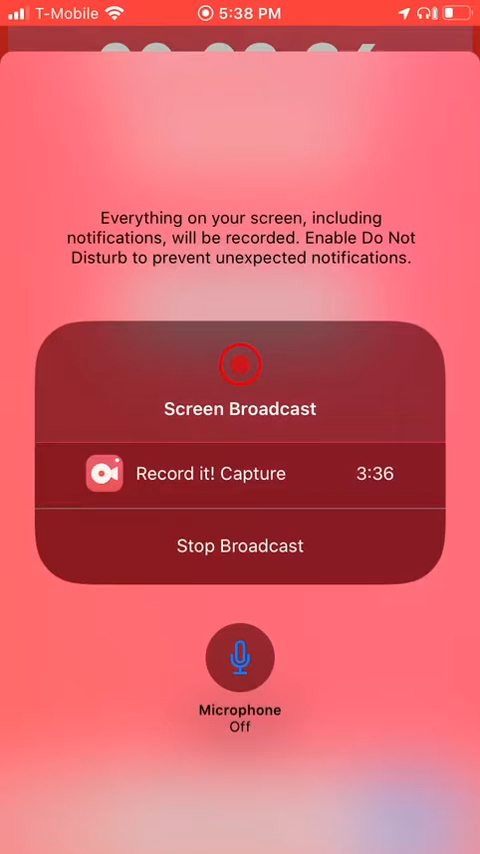 T-Mobile 5:38 PM
Everything on your screen, including
notifications, will be recorded. Enable Do Not
Disturb to prevent unexpected notifications.
Screen Broadcast
Record it! Capture 3:36
Stop Broadcast
Microphone
Off